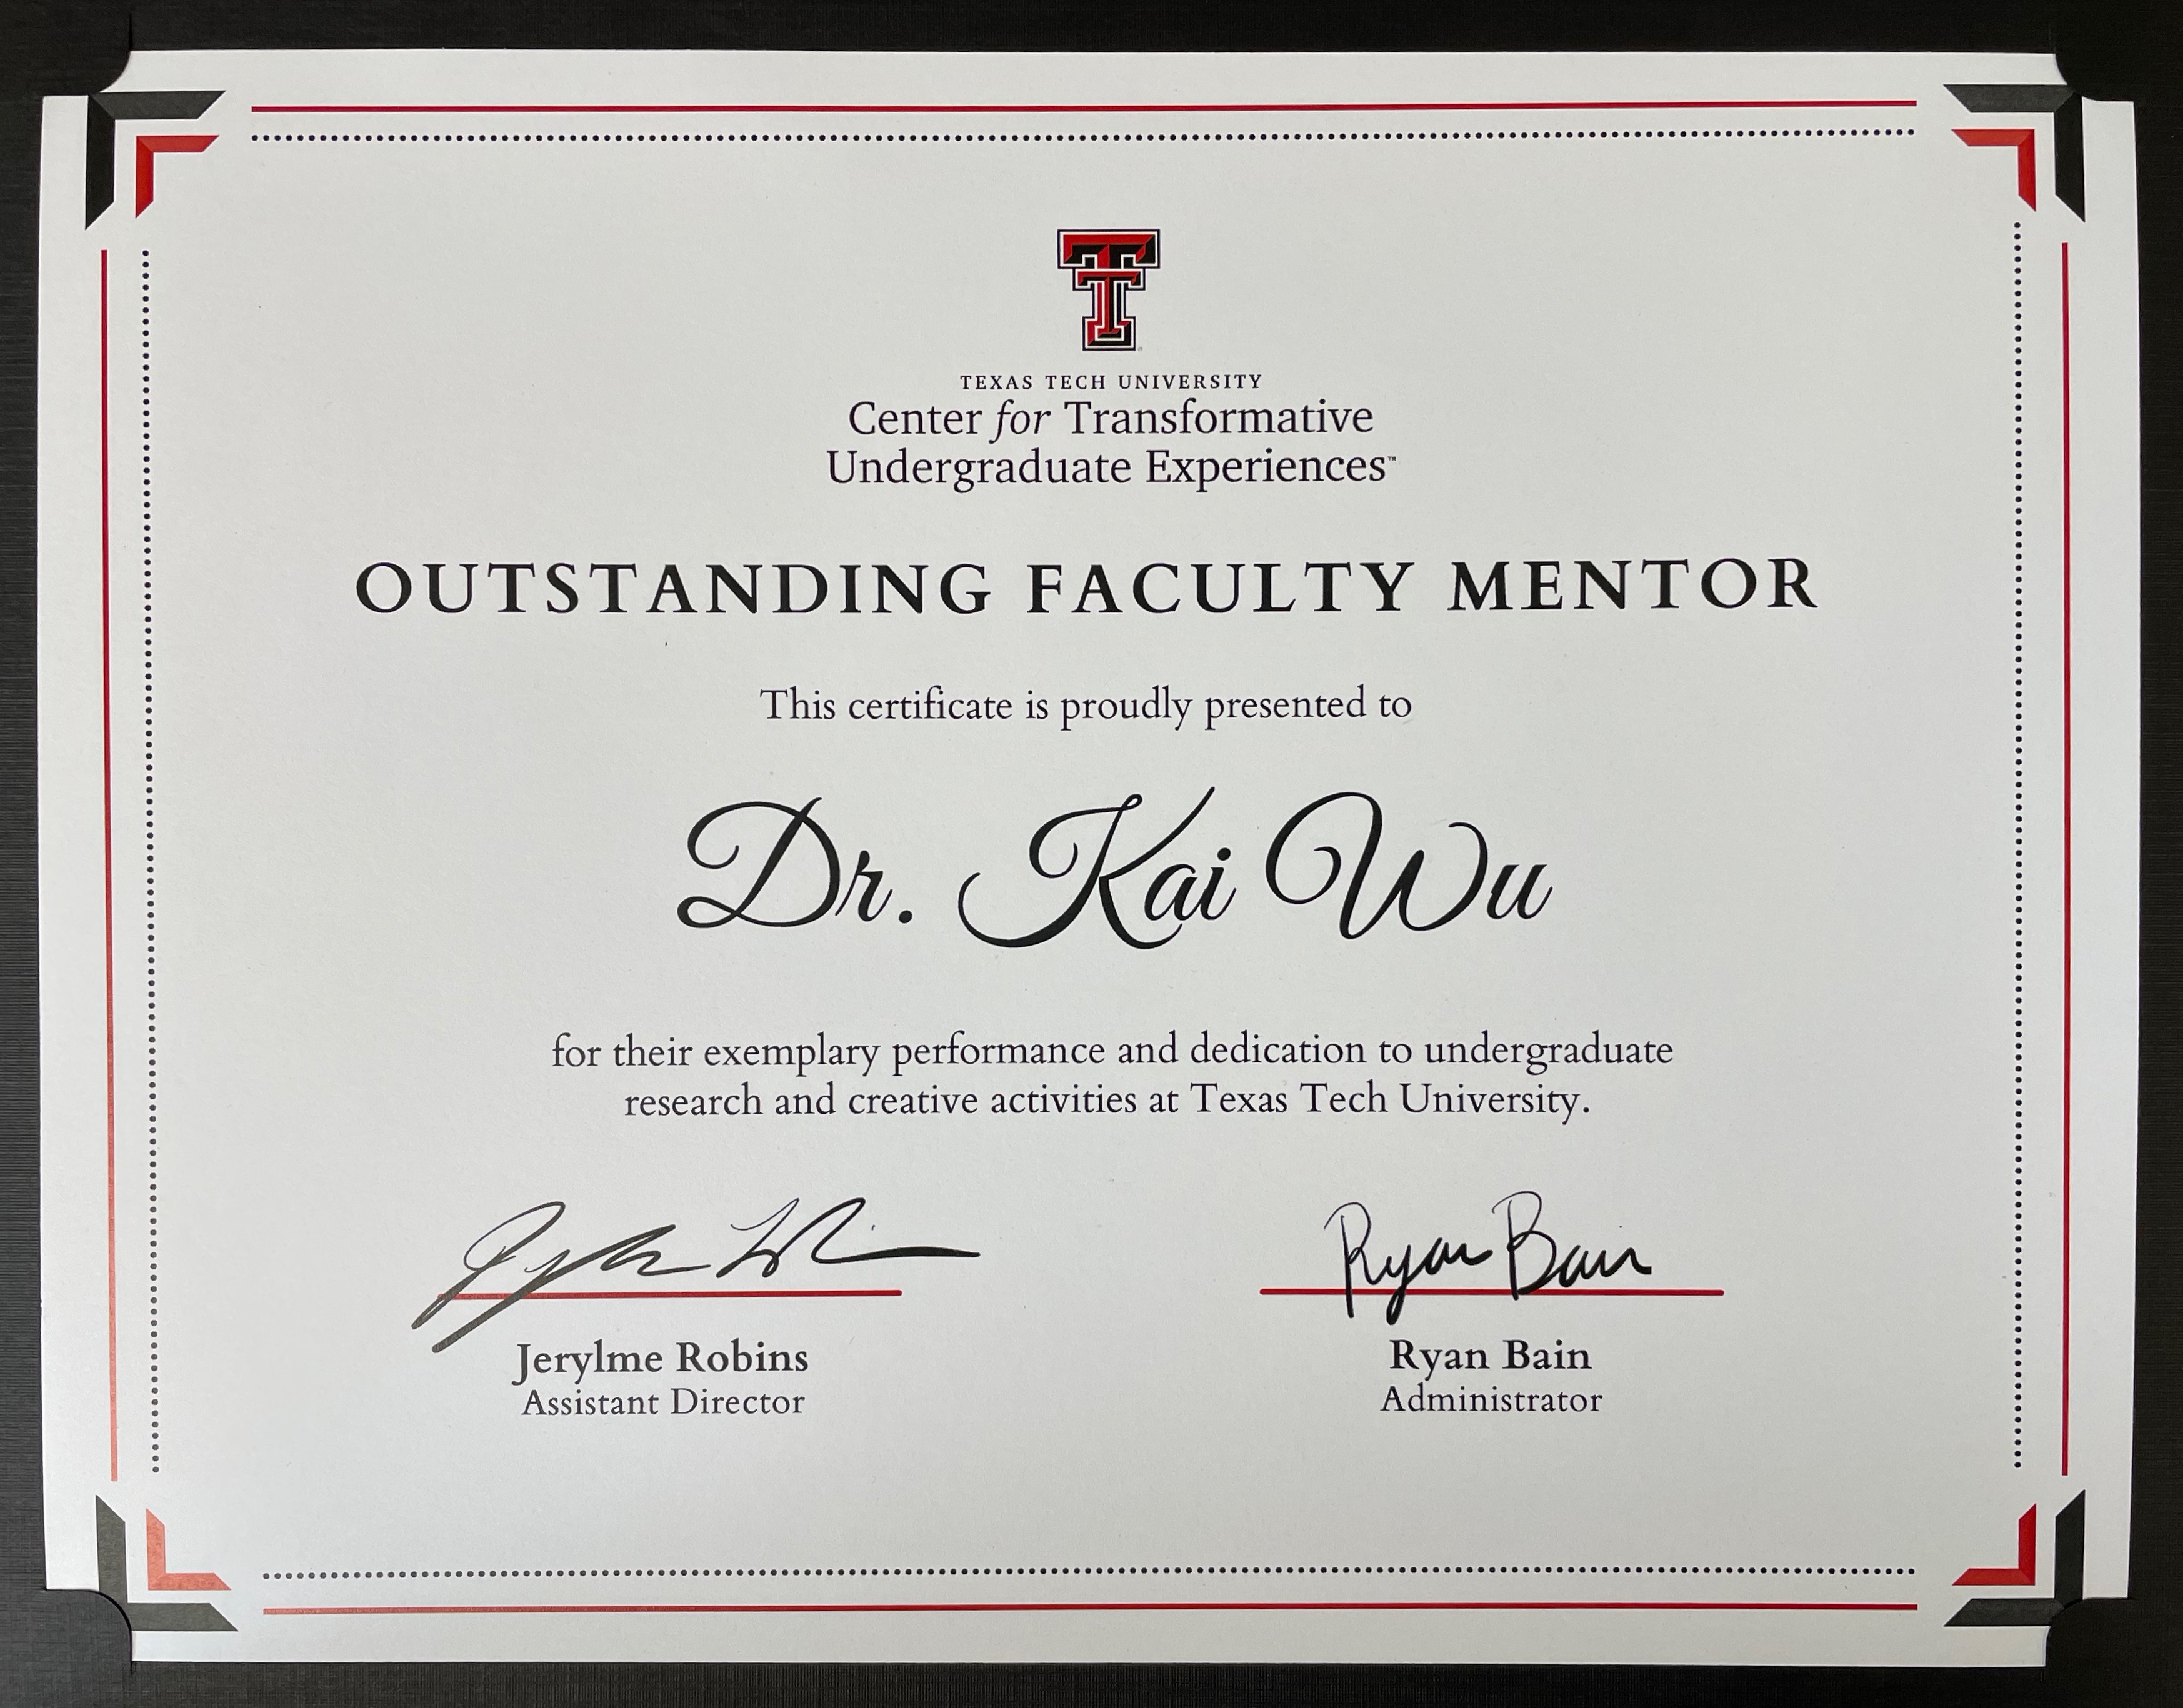 TEXAS TECH UNIVERSITY
Center for Transformative
Undergraduate Experiences™
OUTSTANDING FACULTY MENTOR
This certificate is proudly presented to
Dr. Kai Wu
for their exemplary performance and dedication to undergraduate
research and creative activities at Texas Tech University.
Ryan Bain
Jerylme Robins
Assistant Director
Ryan Bain
Administrator